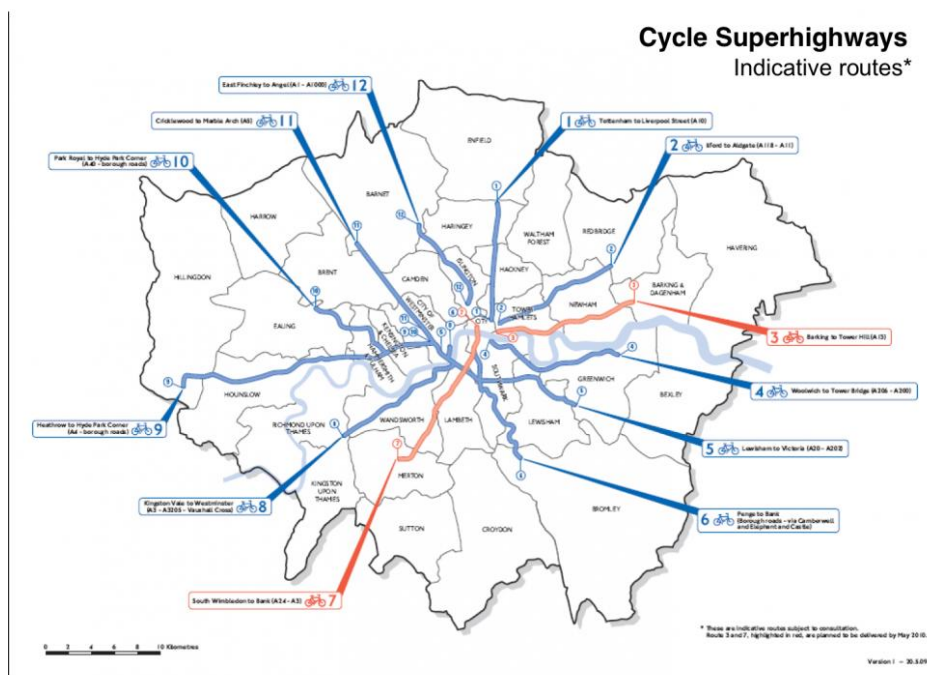 Cycle Superhighways
Indicative routes*
East Finchley to Angel (A1 - A1000) 12
Cricklewood to Marble Arch (A5) 11
Park Royal to Hyde Park Corner
(A40 - borough roads) 10
1 Tottenham to Liverpool Street (A10)
2 Ilford to Aldgate (A118 - A11)
ENFIELD
BARNET
HARROW
HARINGEY
WALTHAM
FOREST
REDBRIDGE
HAVERING
HILLINGDON
BRENT
CAMDEN
ISLINGTON
HACKNEY
BARKING &
DAGENHAM
EALING
CITY OF
WESTMINSTER
KENSINGTON
& CHELSEA
HAMMERSMITH
& FULHAM
CITY
TOWER
HAMLETS
NEWHAM
3 Barking to Tower Hill (A13)
HOUNSLOW
SOUTHWARK
GREENWICH
BEXLEY
4 Woolwich to Tower Bridge (A206 - A200)
RICHMOND UPON
THAMES
WANDSWORTH
LAMBETH
LEWISHAM
Heathrow to Hyde Park Corner
(A4 - borough roads) 9
5 Lewisham to Victoria (A20 - A202)
KINGSTON
UPON
THAMES
MERTON
Kingston Vale to Westminster
(A3 - A3205 - Vauxhall Cross) 8
BROMLEY
6 Penge to Bank
(Borough roads - via Camberwell
and Elephant and Castle)
SUTTON
CROYDON
South Wimbledon to Bank (A24 - A3) 7
* These are indicative routes subject to consultation.
Route 3 and 7, highlighted in red, are planned to be delivered by May 2010.
0 2 4 6 8 10 Kilometres
Version 1 - 20.5.09